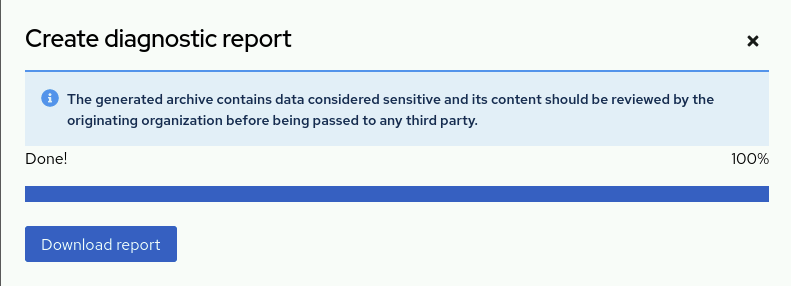 Create diagnostic report
The generated archive contains data considered sensitive and its content should be reviewed by the
originating organization before being passed to any third party.
Done! 100%
Download report